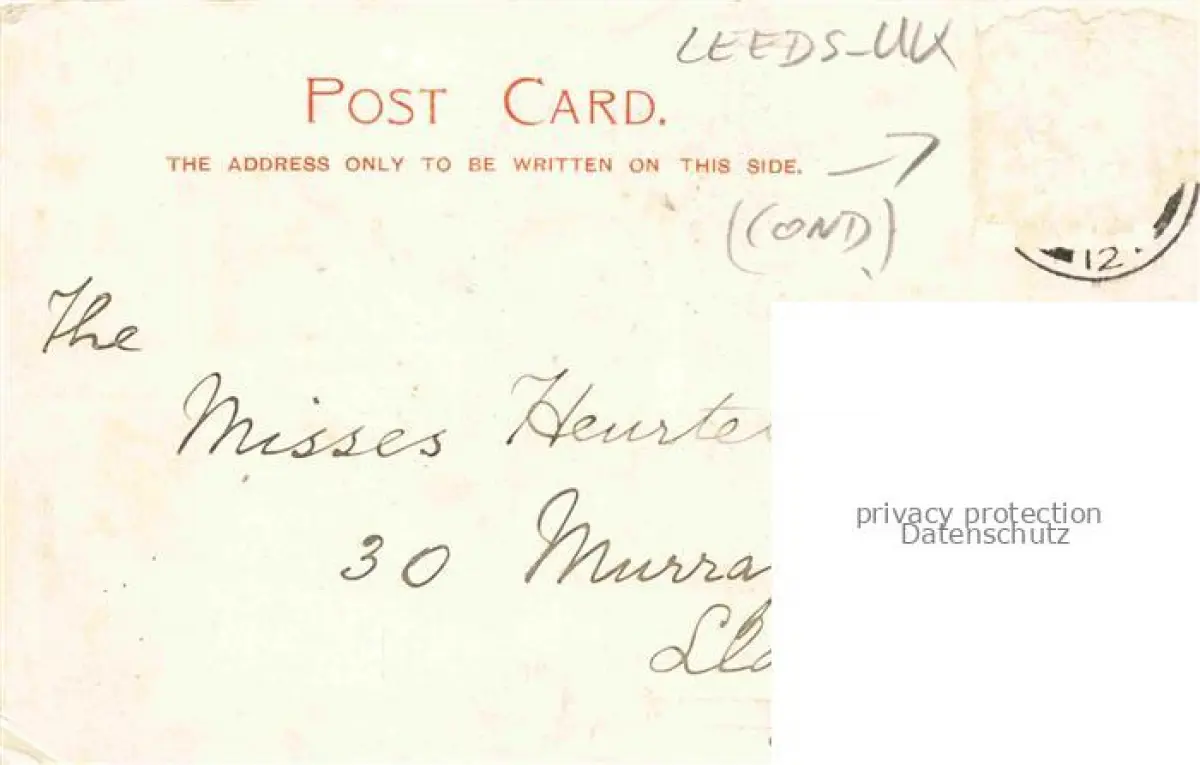 LEEDS-UK
POST CARD.
THE ADDRESS ONLY TO BE WRITTEN ON THIS SIDE.
(COND)
12
The
Misses Heurte
30 Murra
Lla
privacy protection
Datenschutz